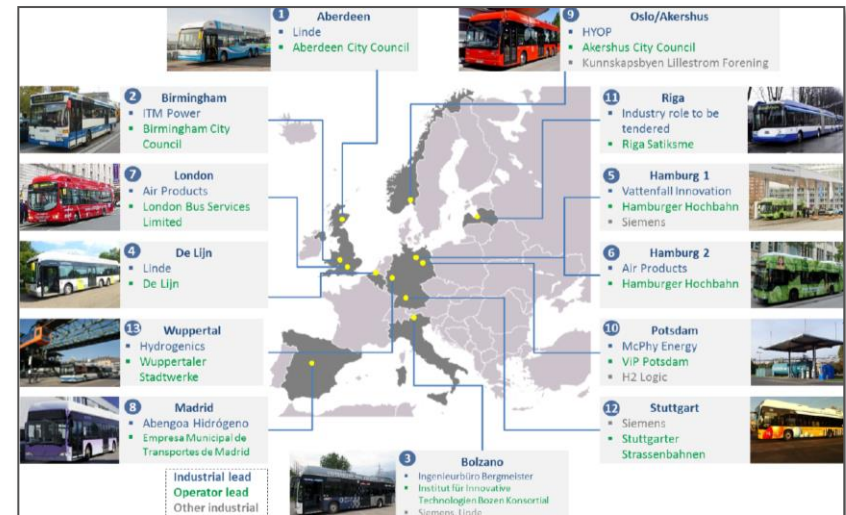 1 Aberdeen
Linde
Aberdeen City Council
9 Oslo/Akershus
HYOP
Akershus City Council
Kunnskapsbyen Lillestrom Forening
2 Birmingham
ITM Power
Birmingham City
Council
11 Riga
Industry role to be
tendered
Riga Satiksme
7 London
Air Products
London Bus Services
Limited
5 Hamburg 1
Vattenfall Innovation
Hamburger Hochbahn
Siemens
4 De Lijn
Linde
De Lijn
6 Hamburg 2
Air Products
Hamburger Hochbahn
13 Wuppertal
Hydrogenics
Wuppertaler
Stadtwerke
10 Potsdam
McPhy Energy
ViP Potsdam
H2 Logic
8 Madrid
Abengoa Hidrógeno
Empresa Municipal de
Transportes de Madrid
12 Stuttgart
Siemens
Stuttgarter
Strassenbahnen
3 Bolzano
Ingenieurbüro Bergmeister
Institut für Innovative
Technologien Bozen Konsortial
Siemens, Linde
Industrial lead
Operator lead
Other industrial